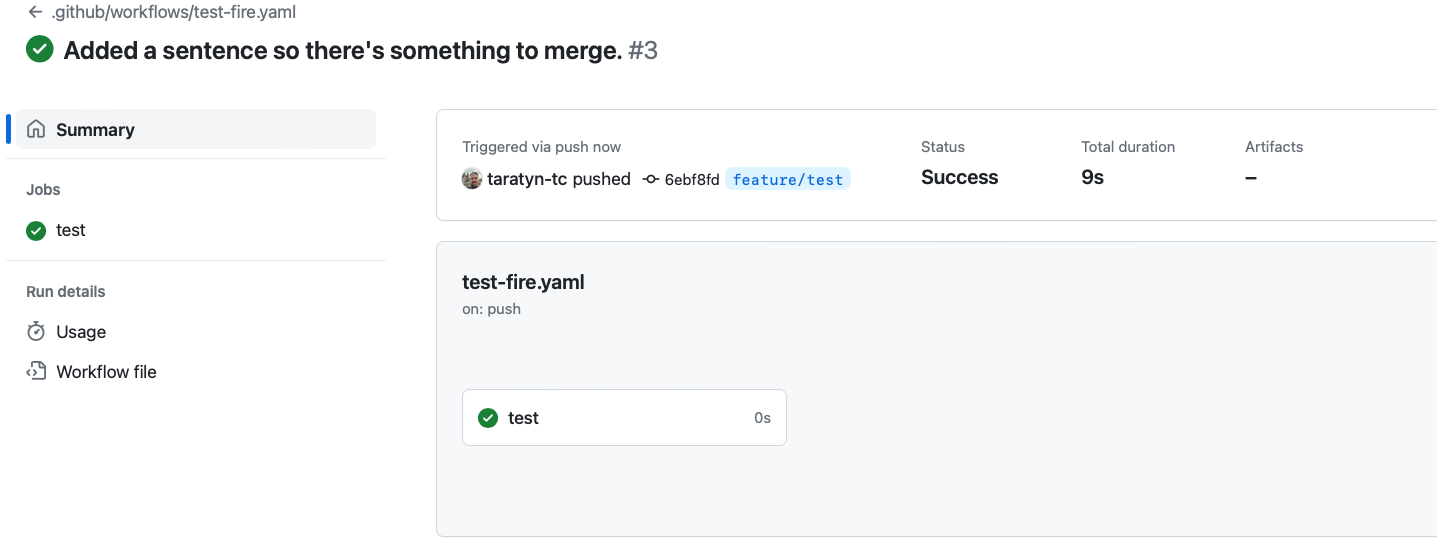 .github/workflows/test-fire.yaml
Added a sentence so there's something to merge. #3
Summary
Jobs
test
Run details
Usage
Workflow file
Triggered via push now
taratyn-tc pushed 6ebf8fd feature/test
Status
Success
Total duration
9s
Artifacts
–
test-fire.yaml
on: push
test 0s